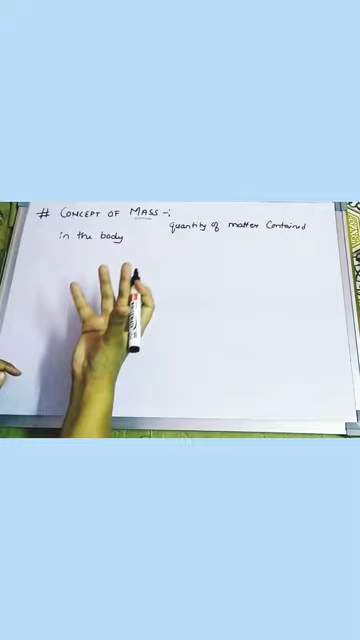 # CONCEPT OF MASS -:
quantity of matter Contained
in the body